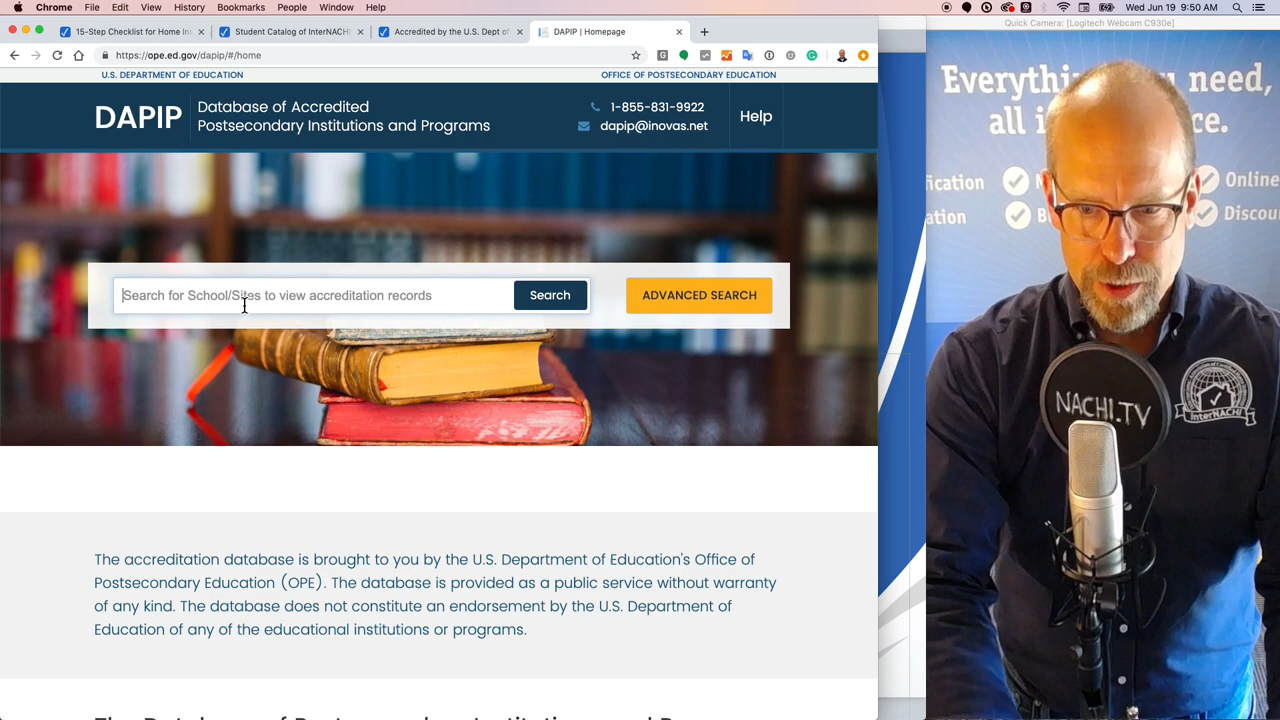 Chrome File Edit View History Bookmarks People Window Help
Wed Jun 19 9:50 AM
Quick Camera: [Logitech Webcam C930e]
15-Step Checklist for Home In
Student Catalog of InterNACHI
Accredited by the U.S. Dept of
DAPIP | Homepage
https://ope.ed.gov/dapip/#/home
U.S. DEPARTMENT OF EDUCATION
OFFICE OF POSTSECONDARY EDUCATION
DAPIP
Database of Accredited
Postsecondary Institutions and Programs
1-855-831-9922
dapip@inovas.net
Help
Search for School/Sites to view accreditation records
Search
ADVANCED SEARCH
The accreditation database is brought to you by the U.S. Department of Education's Office of
Postsecondary Education (OPE). The database is provided as a public service without warranty
of any kind. The database does not constitute an endorsement by the U.S. Department of
Education of any of the educational institutions or programs.
need,
all
Online
NACHI.TV
InterNACHI